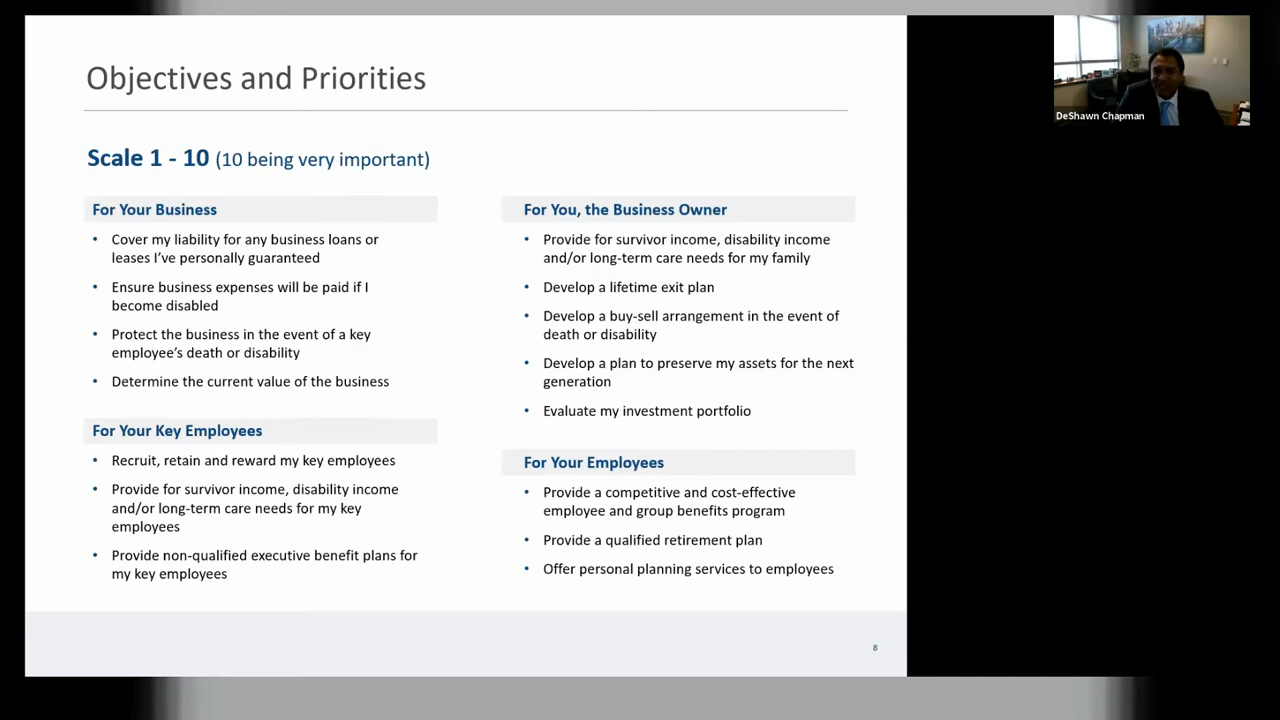 Objectives and Priorities
Scale 1 - 10 (10 being very important)
For Your Business
• Cover my liability for any business loans or
leases I've personally guaranteed
• Ensure business expenses will be paid if I
become disabled
• Protect the business in the event of a key
employee's death or disability
• Determine the current value of the business
For Your Key Employees
• Recruit, retain and reward my key employees
• Provide for survivor income, disability income
and/or long-term care needs for my key
employees
• Provide non-qualified executive benefit plans for
my key employees
For You, the Business Owner
• Provide for survivor income, disability income
and/or long-term care needs for my family
• Develop a lifetime exit plan
• Develop a buy-sell arrangement in the event of
death or disability
• Develop a plan to preserve my assets for the next
generation
• Evaluate my investment portfolio
For Your Employees
• Provide a competitive and cost-effective
employee and group benefits program
• Provide a qualified retirement plan
• Offer personal planning services to employees
8
DeShawn Chapman